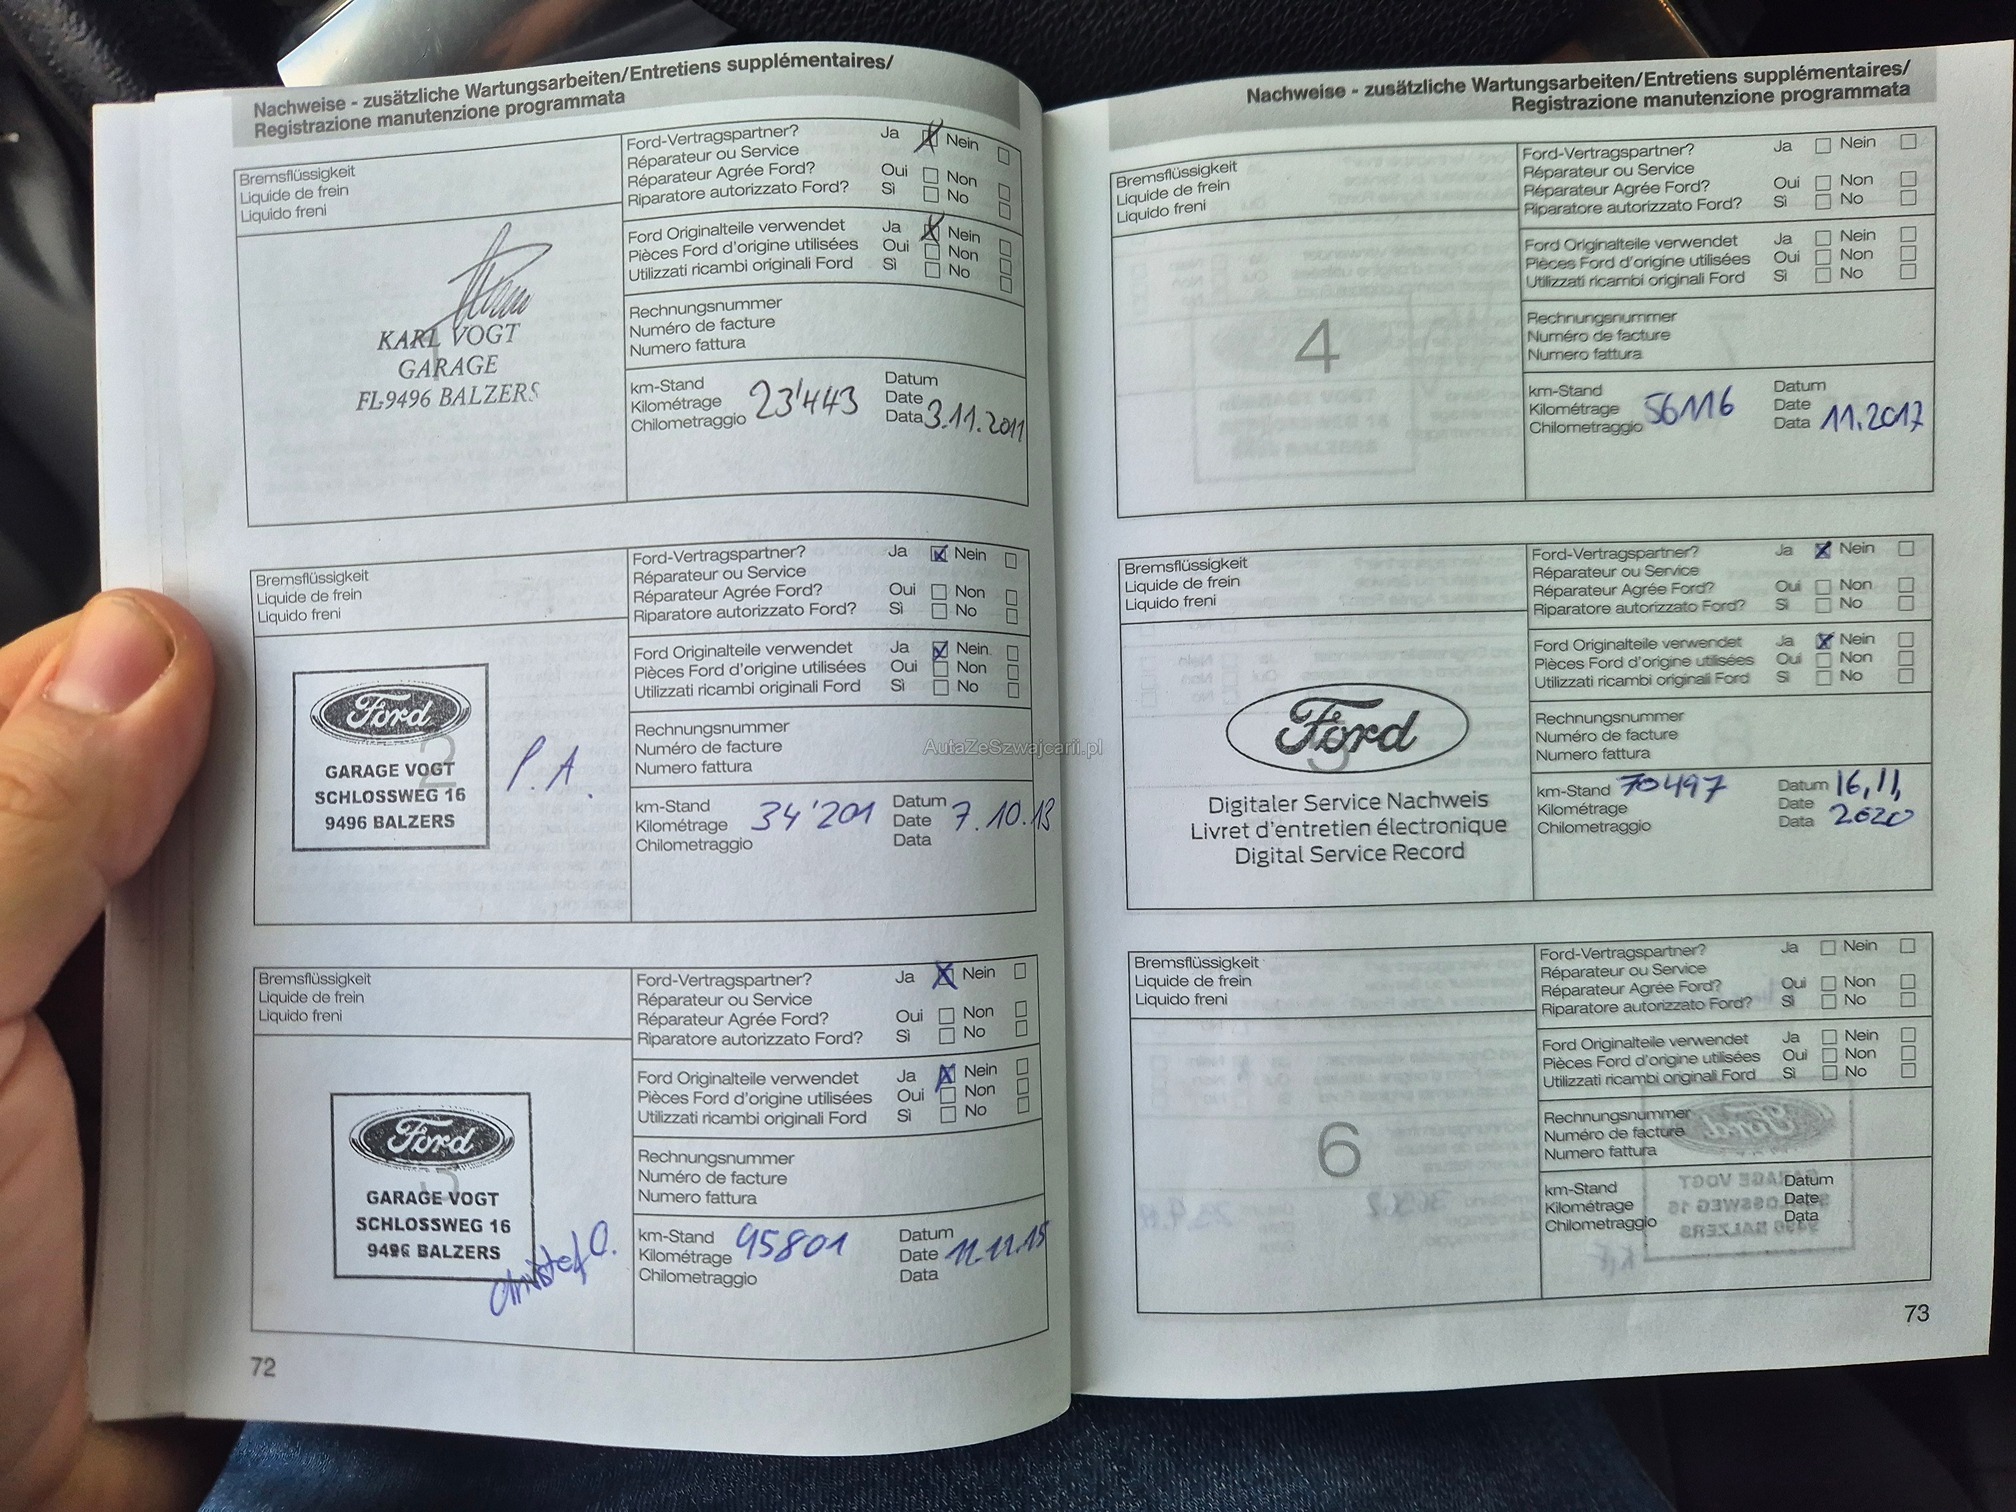 Nachweise - zusätzliche Wartungsarbeiten/Entretiens supplémentaires/
Registrazione manutenzione programmata
Bremsflüssigkeit
Liquide de frein
Liquido freni
KARL VOGT
GARAGE
FL-9496 BALZERS
Ford-Vertragspartner? Ja Nein
Réparateur ou Service
Réparateur Agrée Ford? Oui Non
Riparatore autorizzato Ford? Sì No
Ford Originalteile verwendet Ja Nein
Pièces Ford d'origine utilisées Oui Non
Utilizzati ricambi originali Ford Sì No
Rechnungsnummer
Numéro de facture
Numero fattura
km-Stand Datum
Kilométrage 23'443 Date
Chilometraggio Data 3.11.2011
Bremsflüssigkeit
Liquide de frein
Liquido freni
Ford
2
GARAGE VOGT
SCHLOSSWEG 16
9496 BALZERS
P.A.
Ford-Vertragspartner? Ja Nein
Réparateur ou Service
Réparateur Agrée Ford? Oui Non
Riparatore autorizzato Ford? Sì No
Ford Originalteile verwendet Ja Nein
Pièces Ford d'origine utilisées Oui Non
Utilizzati ricambi originali Ford Sì No
Rechnungsnummer
Numéro de facture
Numero fattura
km-Stand Datum
Kilométrage 34'201 Date 7.10.13
Chilometraggio Data
Bremsflüssigkeit
Liquide de frein
Liquido freni
Ford
GARAGE VOGT
SCHLOSSWEG 16
9496 BALZERS
Ford-Vertragspartner? Ja Nein
Réparateur ou Service
Réparateur Agrée Ford? Oui Non
Riparatore autorizzato Ford? Sì No
Ford Originalteile verwendet Ja Nein
Pièces Ford d'origine utilisées Oui Non
Utilizzati ricambi originali Ford Sì No
Rechnungsnummer
Numéro de facture
Numero fattura
km-Stand 45801 Datum
Kilométrage Date 11.11.15
Chilometraggio Data
72
Nachweise - zusätzliche Wartungsarbeiten/Entretiens supplémentaires/
Registrazione manutenzione programmata
Bremsflüssigkeit
Liquide de frein
Liquido freni
4
Ford-Vertragspartner? Ja Nein
Réparateur ou Service
Réparateur Agrée Ford? Oui Non
Riparatore autorizzato Ford? Sì No
Ford Originalteile verwendet Ja Nein
Pièces Ford d'origine utilisées Oui Non
Utilizzati ricambi originali Ford Sì No
Rechnungsnummer
Numéro de facture
Numero fattura
km-Stand Datum
Kilométrage 56116 Date
Chilometraggio Data 11.2017
Bremsflüssigkeit
Liquide de frein
Liquido freni
Ford
5
Digitaler Service Nachweis
Livret d'entretien électronique
Digital Service Record
Ford-Vertragspartner? Ja Nein
Réparateur ou Service
Réparateur Agrée Ford? Oui Non
Riparatore autorizzato Ford? Sì No
Ford Originalteile verwendet Ja Nein
Pièces Ford d'origine utilisées Oui Non
Utilizzati ricambi originali Ford Sì No
Rechnungsnummer
Numéro de facture
Numero fattura
km-Stand 70497 Datum 16,11,
Kilométrage Date 2020
Chilometraggio Data
Bremsflüssigkeit
Liquide de frein
Liquido freni
6
Ford-Vertragspartner? Ja Nein
Réparateur ou Service
Réparateur Agrée Ford? Oui Non
Riparatore autorizzato Ford? Sì No
Ford Originalteile verwendet Ja Nein
Pièces Ford d'origine utilisées Oui Non
Utilizzati ricambi originali Ford Sì No
Rechnungsnummer
Numéro de facture
Numero fattura
km-Stand Datum
Kilométrage Date
Chilometraggio Data
73
AutaZeSzwajcarii.pl